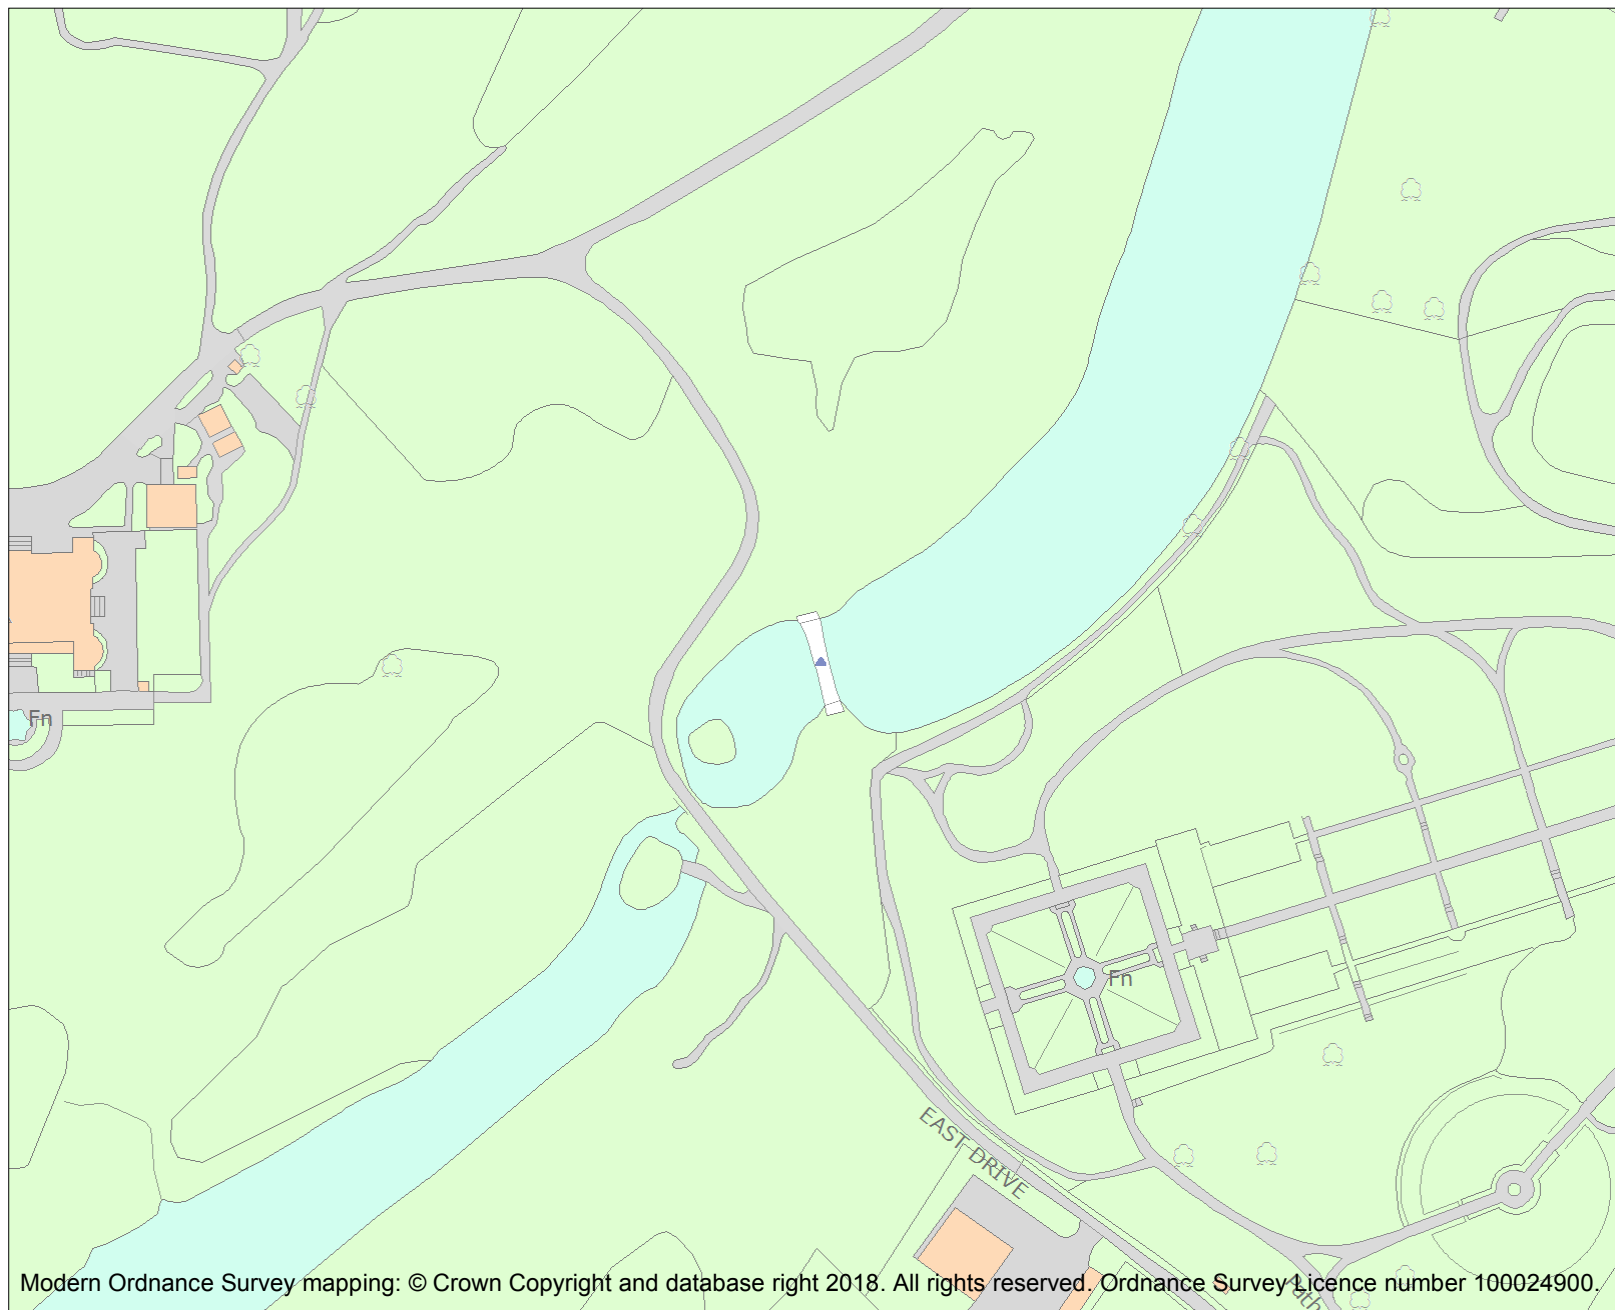 Fn
Fn
EAST DRIVE
Path
Modern Ordnance Survey mapping: © Crown Copyright and database right 2018. All rights reserved. Ordnance Survey Licence number 100024900.